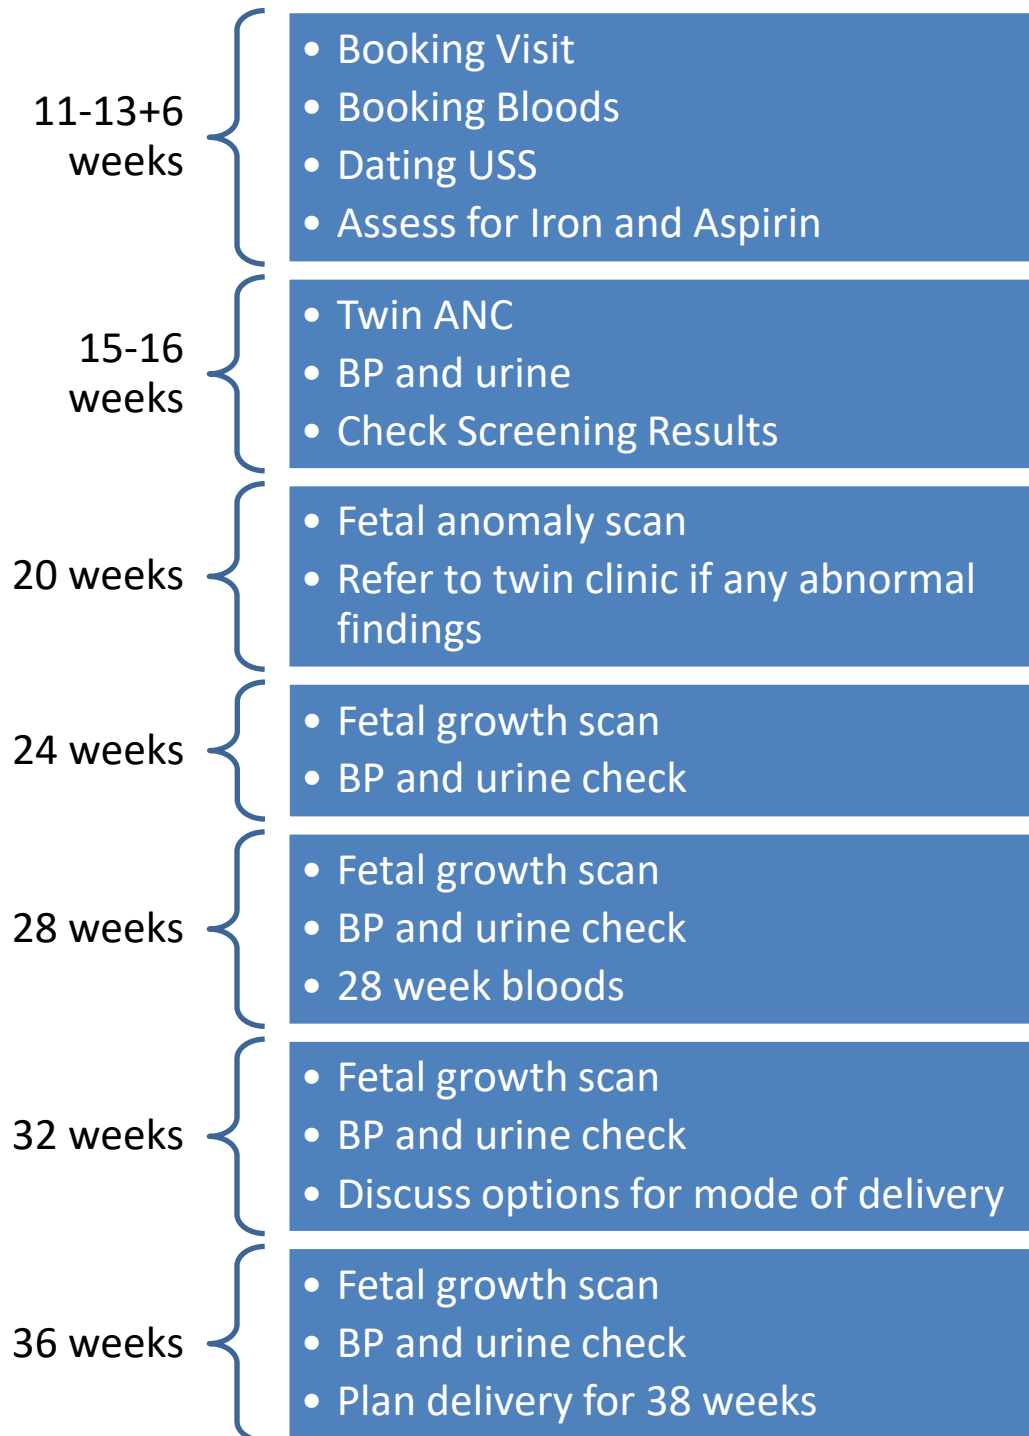 11-13+6
weeks
• Booking Visit
• Booking Bloods
• Dating USS
• Assess for Iron and Aspirin
15-16
weeks
• Twin ANC
• BP and urine
• Check Screening Results
20 weeks
• Fetal anomaly scan
• Refer to twin clinic if any abnormal
findings
24 weeks
• Fetal growth scan
• BP and urine check
28 weeks
• Fetal growth scan
• BP and urine check
• 28 week bloods
32 weeks
• Fetal growth scan
• BP and urine check
• Discuss options for mode of delivery
36 weeks
• Fetal growth scan
• BP and urine check
• Plan delivery for 38 weeks